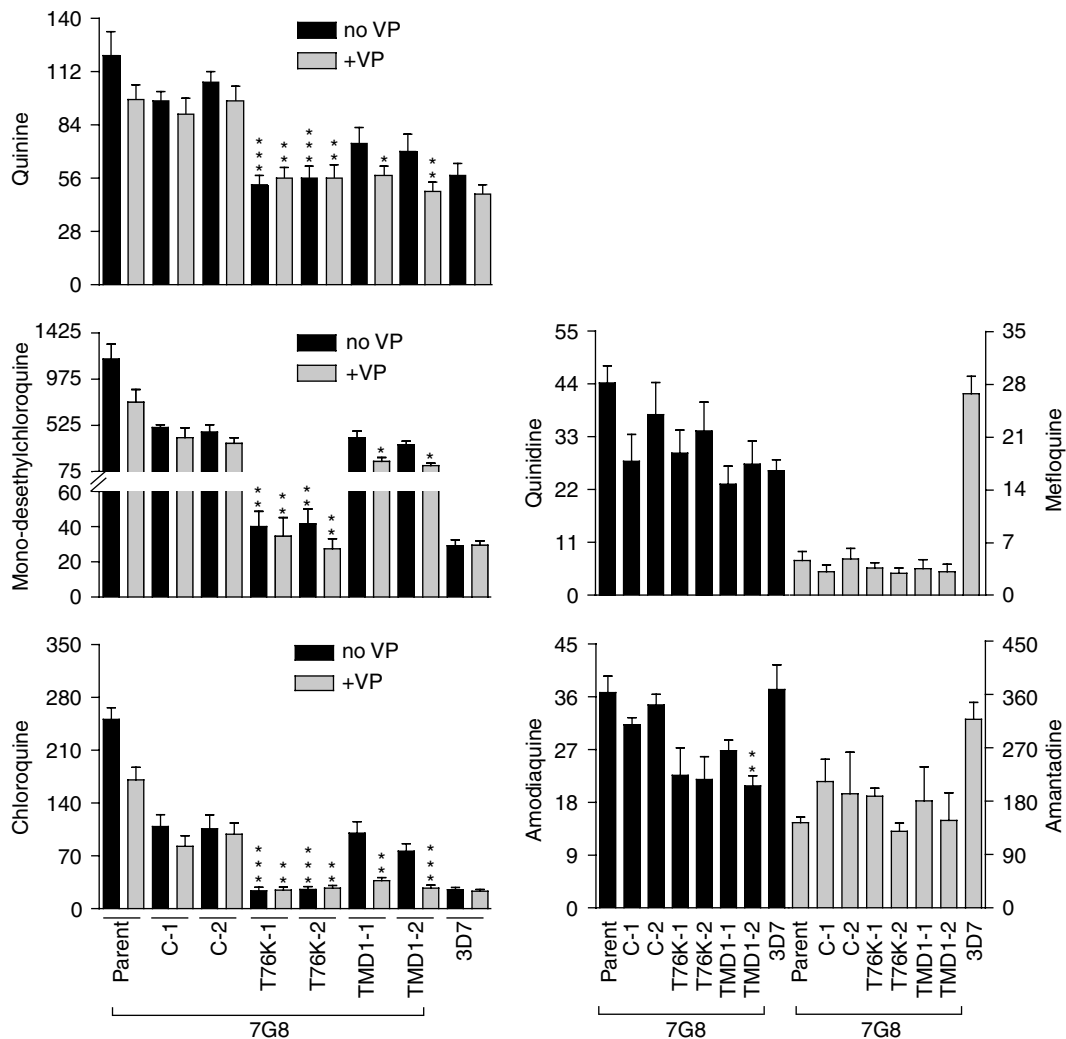 Quinine
140
112
84
56
28
0
no VP
+VP
*** ** *** ** * **
Mono-desethylchloroquine
1425
975
525
75
60
40
20
0
no VP
+VP
** ** ** ** * *
Chloroquine
350
210
140
70
0
no VP
+VP
*** ** *** ** ** ***
Parent C-1 C-2 T76K-1 T76K-2 TMD1-1 TMD1-2 3D7
7G8
Quinidine
55
44
33
22
11
0
Mefloquine
35
28
21
14
7
0
Amodiaquine
45
36
27
18
9
0
**
Amantadine
450
360
270
180
90
0
Parent C-1 C-2 T76K-1 T76K-2 TMD1-1 TMD1-2 3D7 Parent C-1 C-2 T76K-1 T76K-2 TMD1-1 TMD1-2 3D7
7G8 7G8